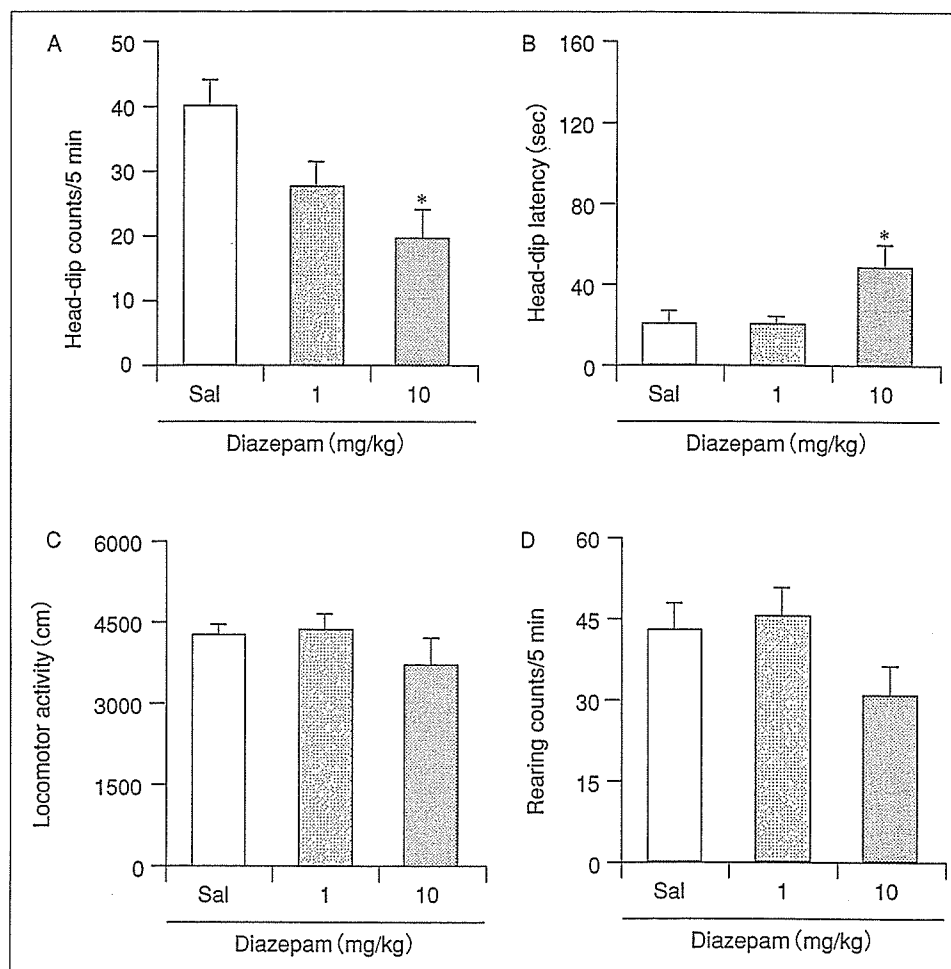 A
Head-dip counts/5 min
50
40
30
20
10
0
*
Sal
1
10
Diazepam (mg/kg)
B
Head-dip latency (sec)
160
120
80
40
0
*
Sal
1
10
Diazepam (mg/kg)
C
Locomotor activity (cm)
6000
4500
3000
1500
0
Sal
1
10
Diazepam (mg/kg)
D
Rearing counts/5 min
60
45
30
15
0
Sal
1
10
Diazepam (mg/kg)